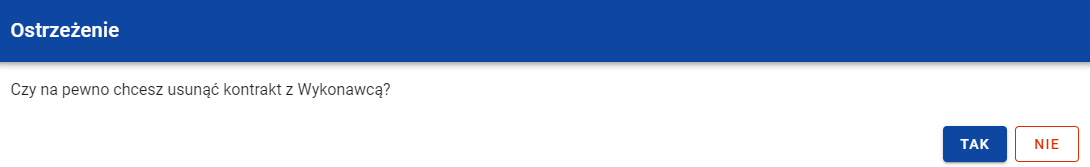 Ostrzeżenie
Czy na pewno chcesz usunąć kontrakt z Wykonawcą?
TAK NIE